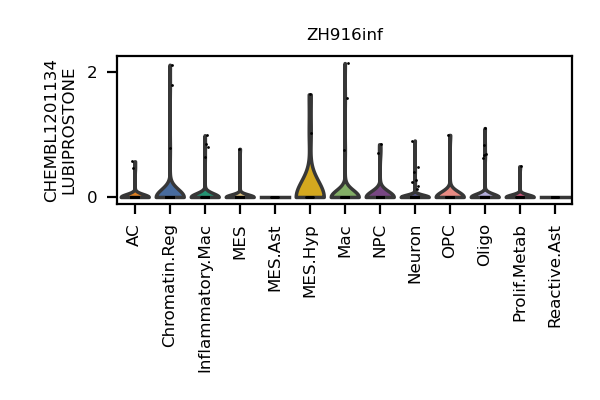 ZH916inf
CHEMBL1201134
LUBIPROSTONE
2
0
AC
Chromatin.Reg
Inflammatory.Mac
MES
MES.Ast
MES.Hyp
Mac
NPC
Neuron
OPC
Oligo
Prolif.Metab
Reactive.Ast